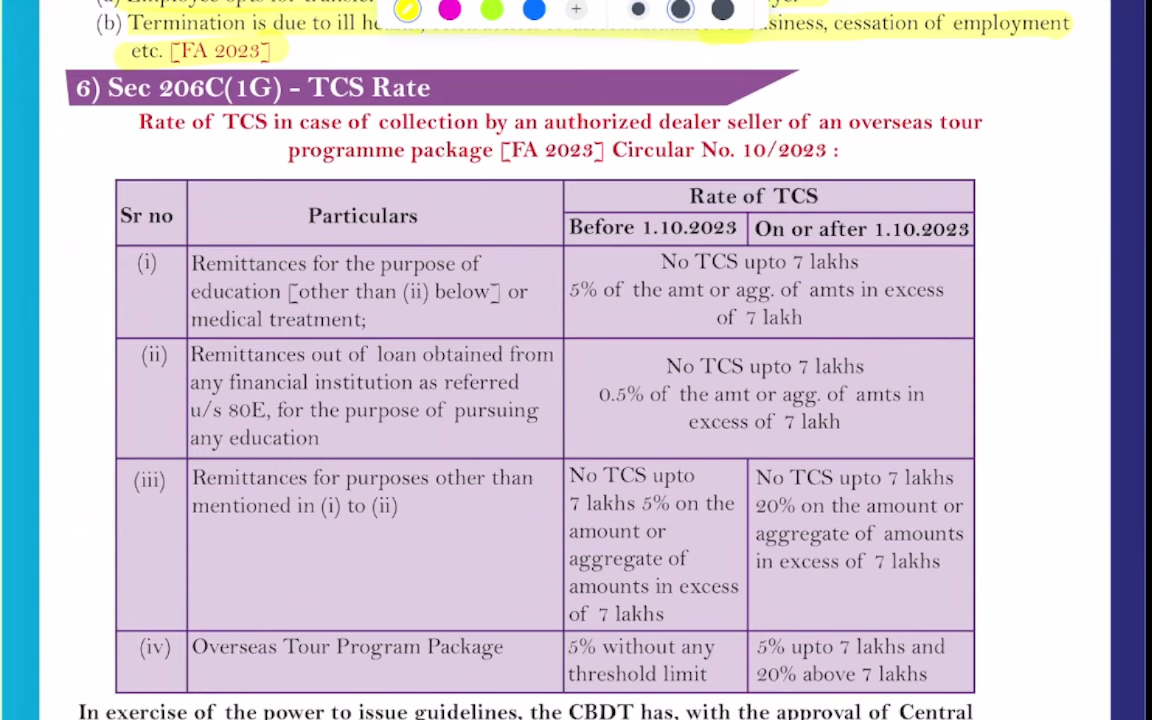 (b) Termination is due to ill
business, cessation of employment
etc. [FA 2023]
6) Sec 206C(1G) - TCS Rate
Rate of TCS in case of collection by an authorized dealer seller of an overseas tour
programme package [FA 2023] Circular No. 10/2023 :
Sr no
Particulars
Rate of TCS
Before 1.10.2023
On or after 1.10.2023
(i)
Remittances for the purpose of
education [other than (ii) below] or
medical treatment;
No TCS upto 7 lakhs
5% of the amt or agg. of amts in excess
of 7 lakh
(ii)
Remittances out of loan obtained from
any financial institution as referred
u/s 80E, for the purpose of pursuing
any education
No TCS upto 7 lakhs
0.5% of the amt or agg. of amts in
excess of 7 lakh
(iii)
Remittances for purposes other than
mentioned in (i) to (ii)
No TCS upto
7 lakhs 5% on the
amount or
aggregate of
amounts in excess
of 7 lakhs
No TCS upto 7 lakhs
20% on the amount or
aggregate of amounts
in excess of 7 lakhs
(iv)
Overseas Tour Program Package
5% without any
threshold limit
5% upto 7 lakhs and
20% above 7 lakhs
In exercise of the power to issue guidelines, the CBDT has, with the approval of Central